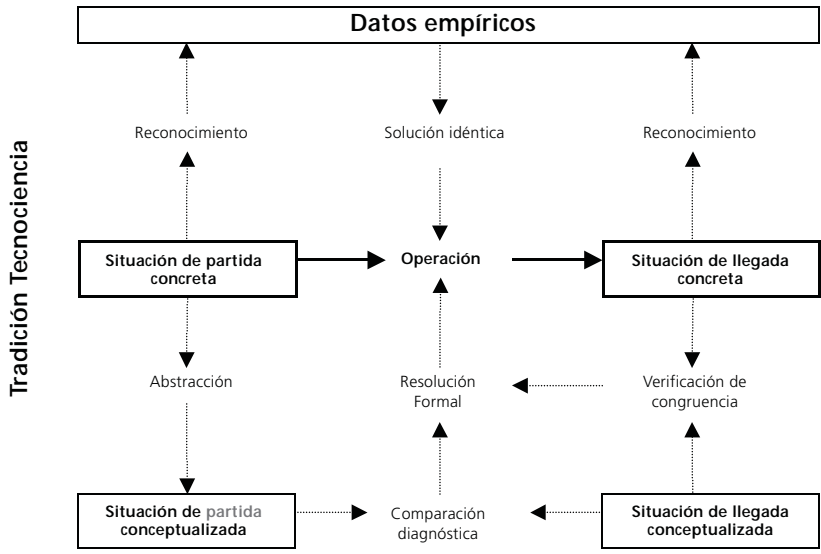 Datos empíricos
Tradición Tecnociencia
Reconocimiento
Solución idéntica
Reconocimiento
Situación de partida
concreta
Operación
Situación de llegada
concreta
Abstracción
Resolución
Formal
Verificación de
congruencia
Situación de partida
conceptualizada
Comparación
diagnóstica
Situación de llegada
conceptualizada